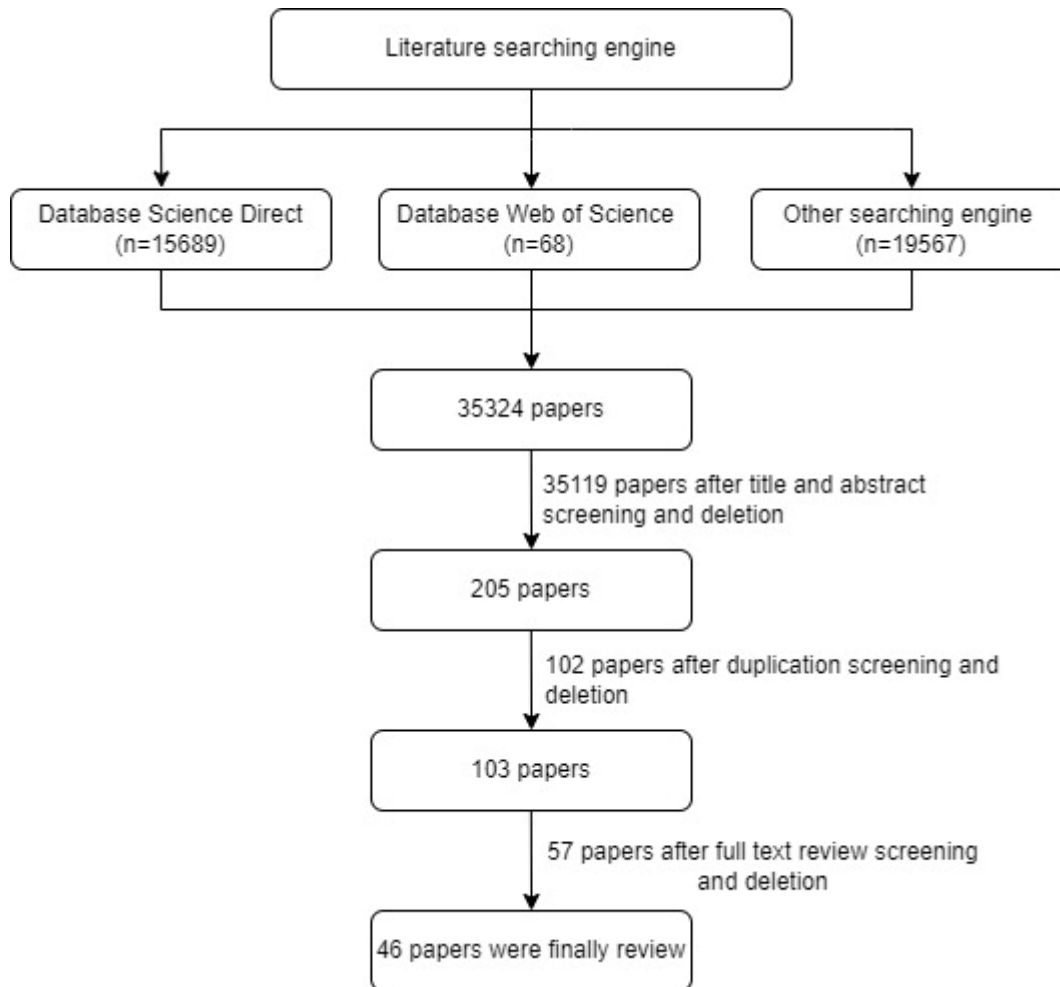 Literature searching engine
Database Science Direct
(n=15689)
Database Web of Science
(n=68)
Other searching engine
(n=19567)
35324 papers
35119 papers after title and abstract
screening and deletion
205 papers
102 papers after duplication screening and
deletion
103 papers
57 papers after full text review screening
and deletion
46 papers were finally review